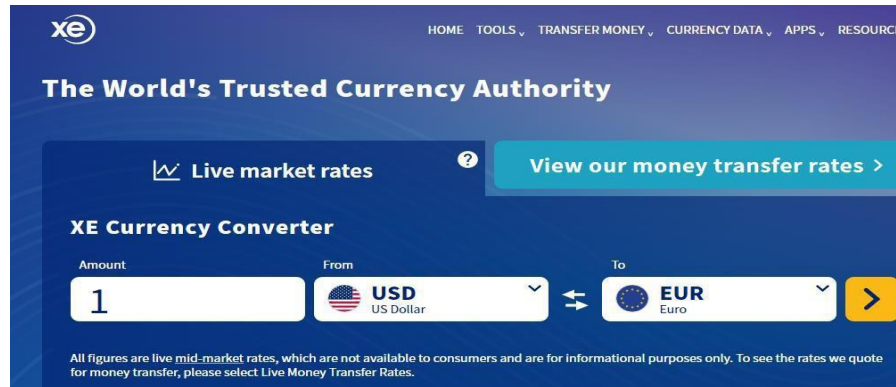 xe
HOME TOOLS TRANSFER MONEY CURRENCY DATA APPS RESOURC
The World's Trusted Currency Authority
Live market rates
?
View our money transfer rates >
XE Currency Converter
Amount
From
To
1
USD
US Dollar
EUR
Euro
All figures are live mid-market rates, which are not available to consumers and are for informational purposes only. To see the rates we quote
for money transfer, please select Live Money Transfer Rates.